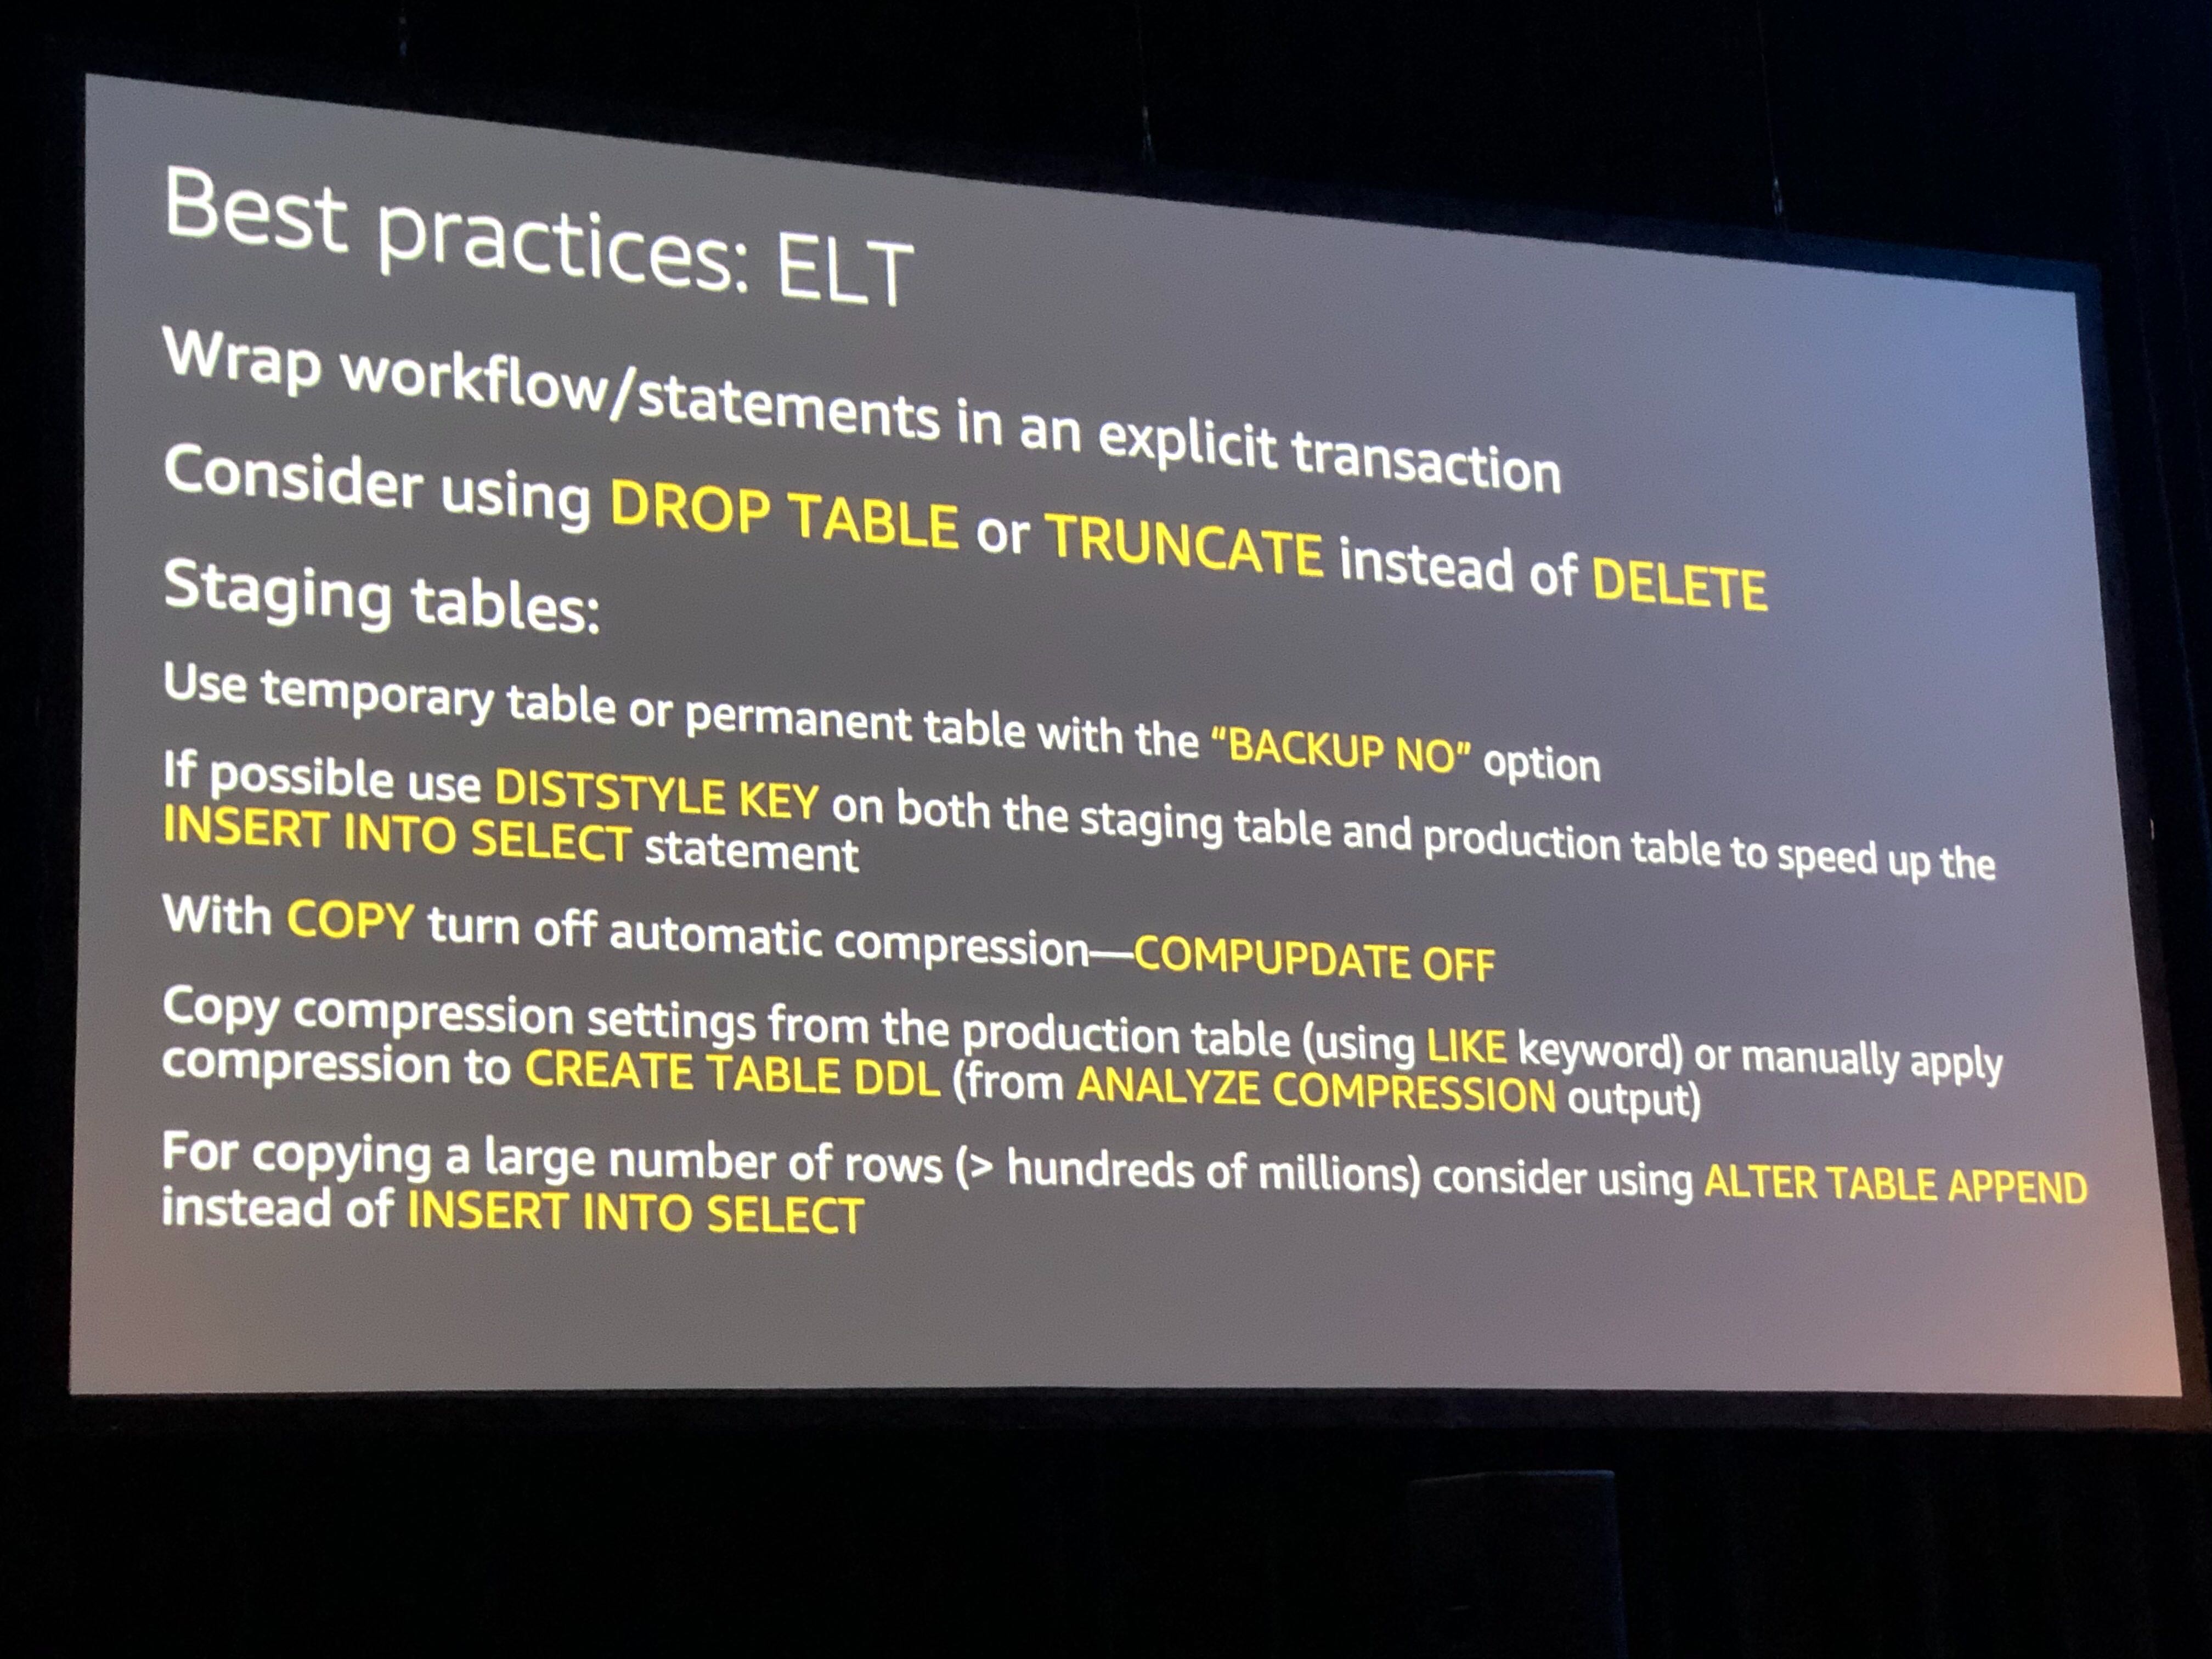 Best practices: ELT
Wrap workflow/statements in an explicit transaction
Consider using DROP TABLE or TRUNCATE instead of DELETE
Staging tables:
Use temporary table or permanent table with the “BACKUP NO” option
If possible use DISTSTYLE KEY on both the staging table and production table to speed up the
INSERT INTO SELECT statement
With COPY turn off automatic compression—COMPUPDATE OFF
Copy compression settings from the production table (using LIKE keyword) or manually apply
compression to CREATE TABLE DDL (from ANALYZE COMPRESSION output)
For copying a large number of rows (> hundreds of millions) consider using ALTER TABLE APPEND
instead of INSERT INTO SELECT